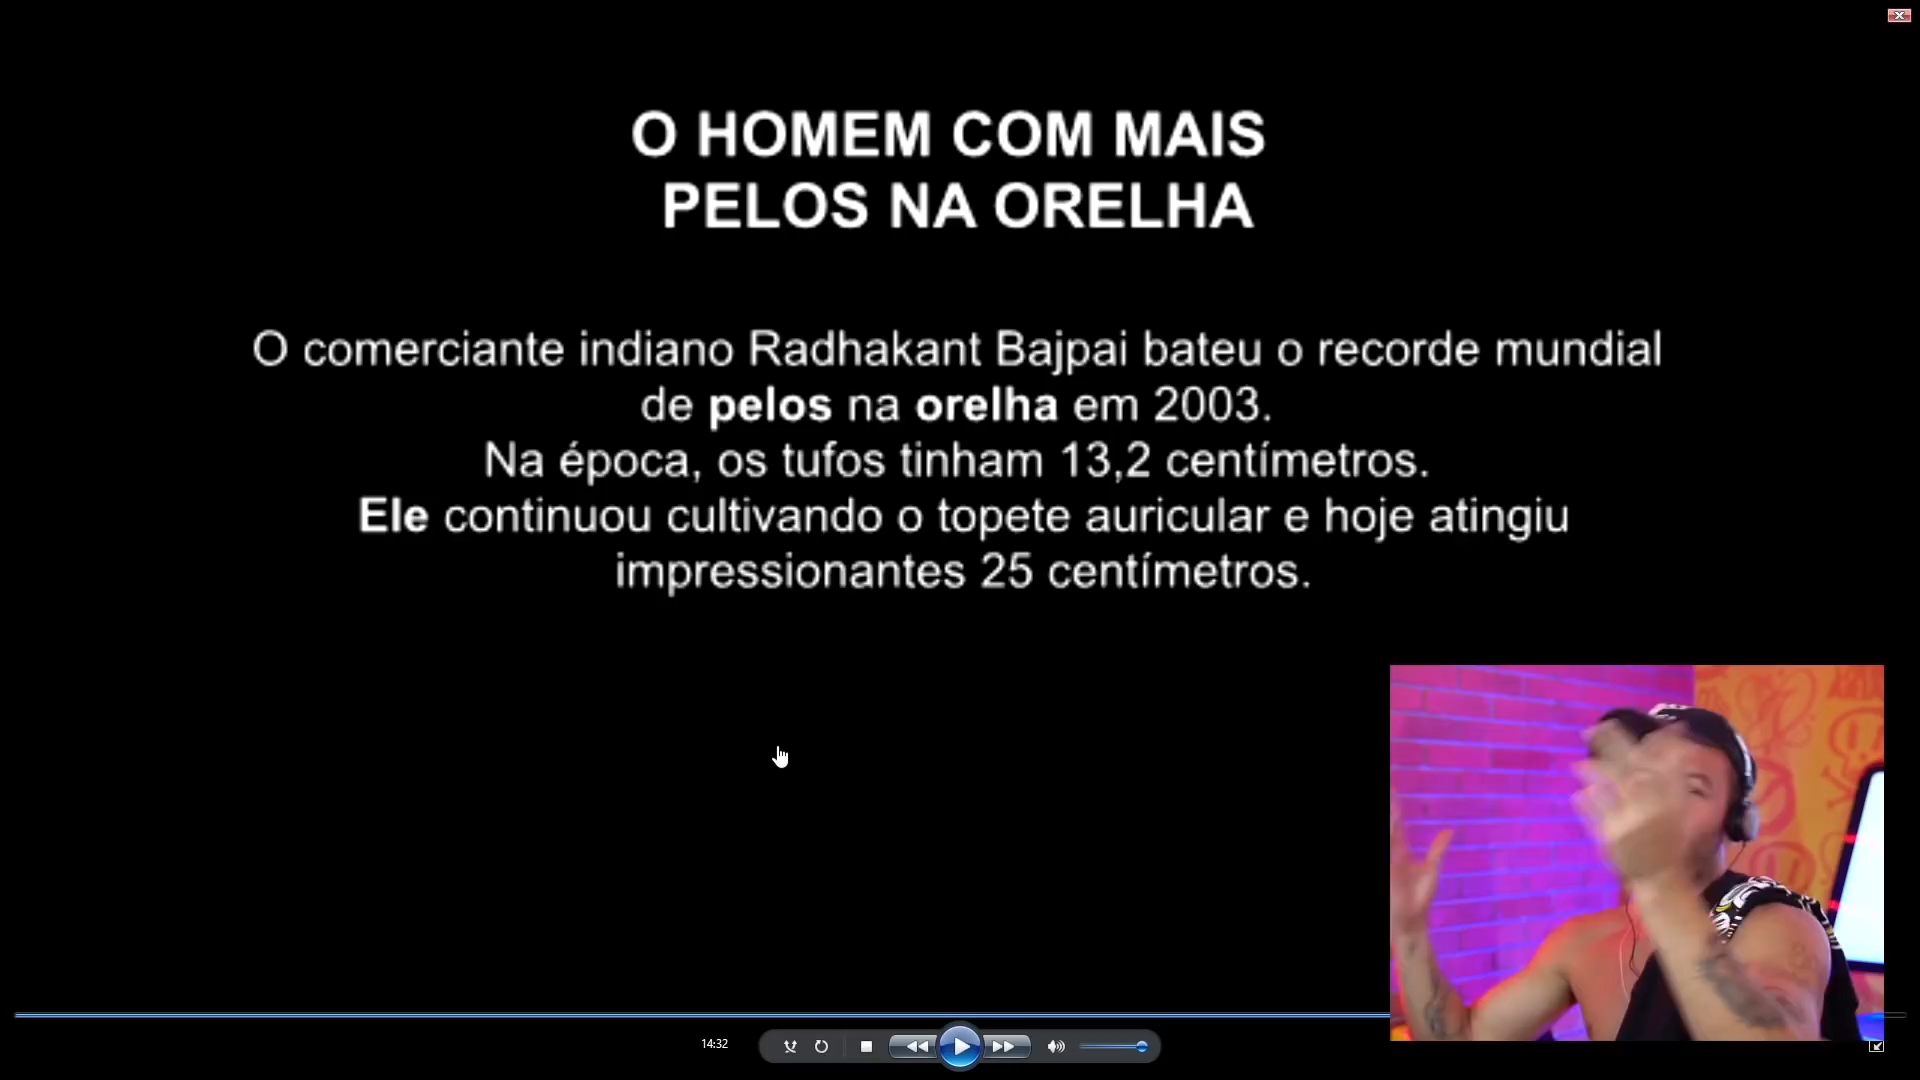 O HOMEM COM MAIS
PELOS NA ORELHA
O comerciante indiano Radhakant Bajpai bateu o recorde mundial
de pelos na orelha em 2003.
Na época, os tufos tinham 13,2 centímetros.
Ele continuou cultivando o topete auricular e hoje atingiu
impressionantes 25 centímetros.
14:32